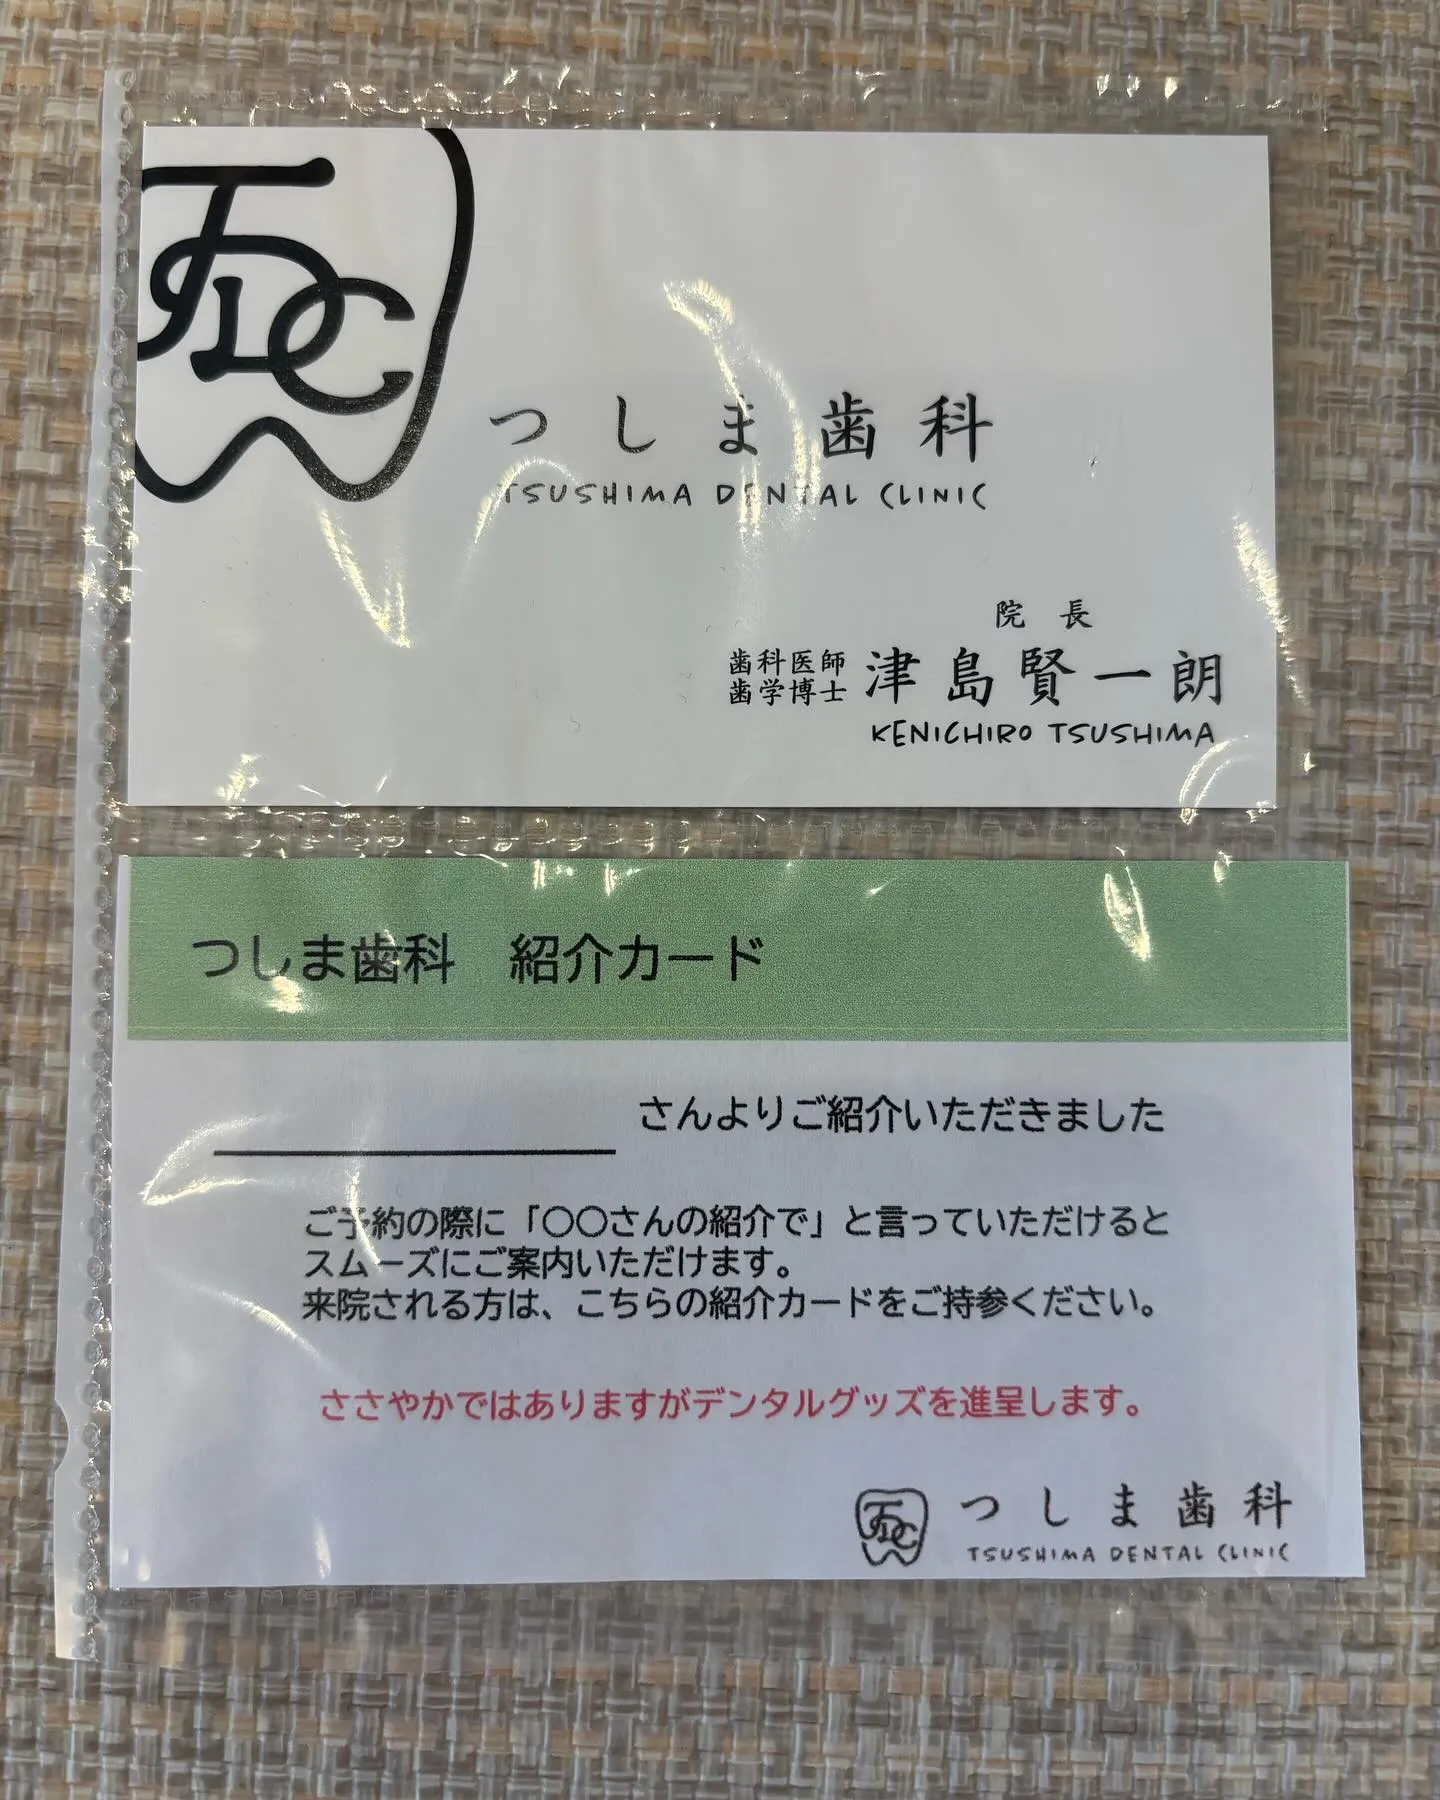 TDC
つしま歯科
TSUSHIMA DENTAL CLINIC
院長
歯科医師
歯学博士
津島賢一朗
KENICHIRO TSUSHIMA
つしま歯科 紹介カード
さんよりご紹介いただきました
ご予約の際に「〇〇さんの紹介で」と言っていただけると
スムーズにご案内いただけます。
来院される方は、こちらの紹介カードをご持参ください。
ささやかではありますがデンタルグッズを進呈します。
TDC
つしま歯科
TSUSHIMA DENTAL CLINIC